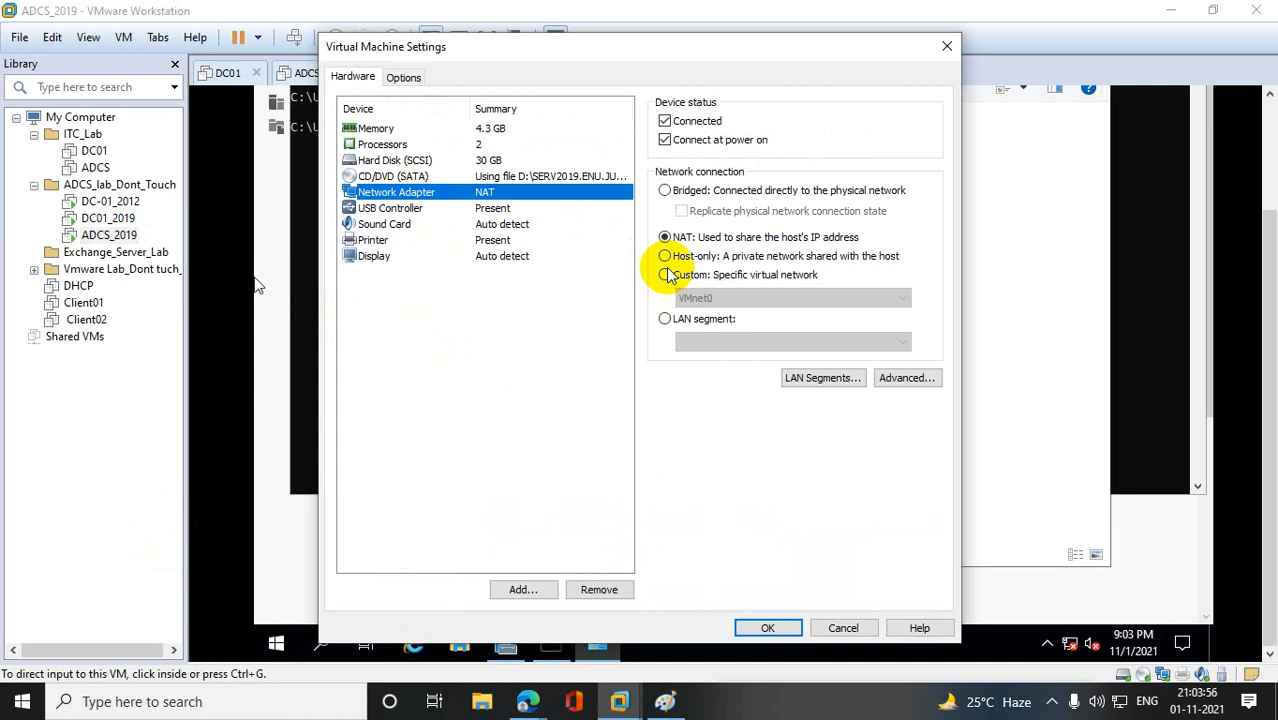 ADCS_2019 - VMware Workstation
File Edit View VM Tabs Help
Library
Type here to search
My Computer
ITC_Lab
DC01
ADCS
ADCS_lab_Dont_Touch
DC-01_2012
DC01_2019
ADCS_2019
Exchange_Server_Lab
Vmware Lab_Dont tuch_
DHCP
Client01
Client02
Shared VMs
DC01
ADCS
C:\U
C:\U
Virtual Machine Settings
Hardware Options
Device Summary
Memory 4.3 GB
Processors 2
Hard Disk (SCSI) 30 GB
CD/DVD (SATA) Using file D:\SERV2019.ENU.JU...
Network Adapter NAT
USB Controller Present
Sound Card Auto detect
Printer Present
Display Auto detect
Add... Remove
Device status
Connected
Connect at power on
Network connection
Bridged: Connected directly to the physical network
Replicate physical network connection state
NAT: Used to share the host's IP address
Host-only: A private network shared with the host
Custom: Specific virtual network
VMnet0
LAN segment:
LAN Segments... Advanced...
OK Cancel Help
9:03 PM
11/1/2021
To direct input to this VM, click inside or press Ctrl+G.
Type here to search
25°C Haze
ENG
21:03:56
01-11-2021